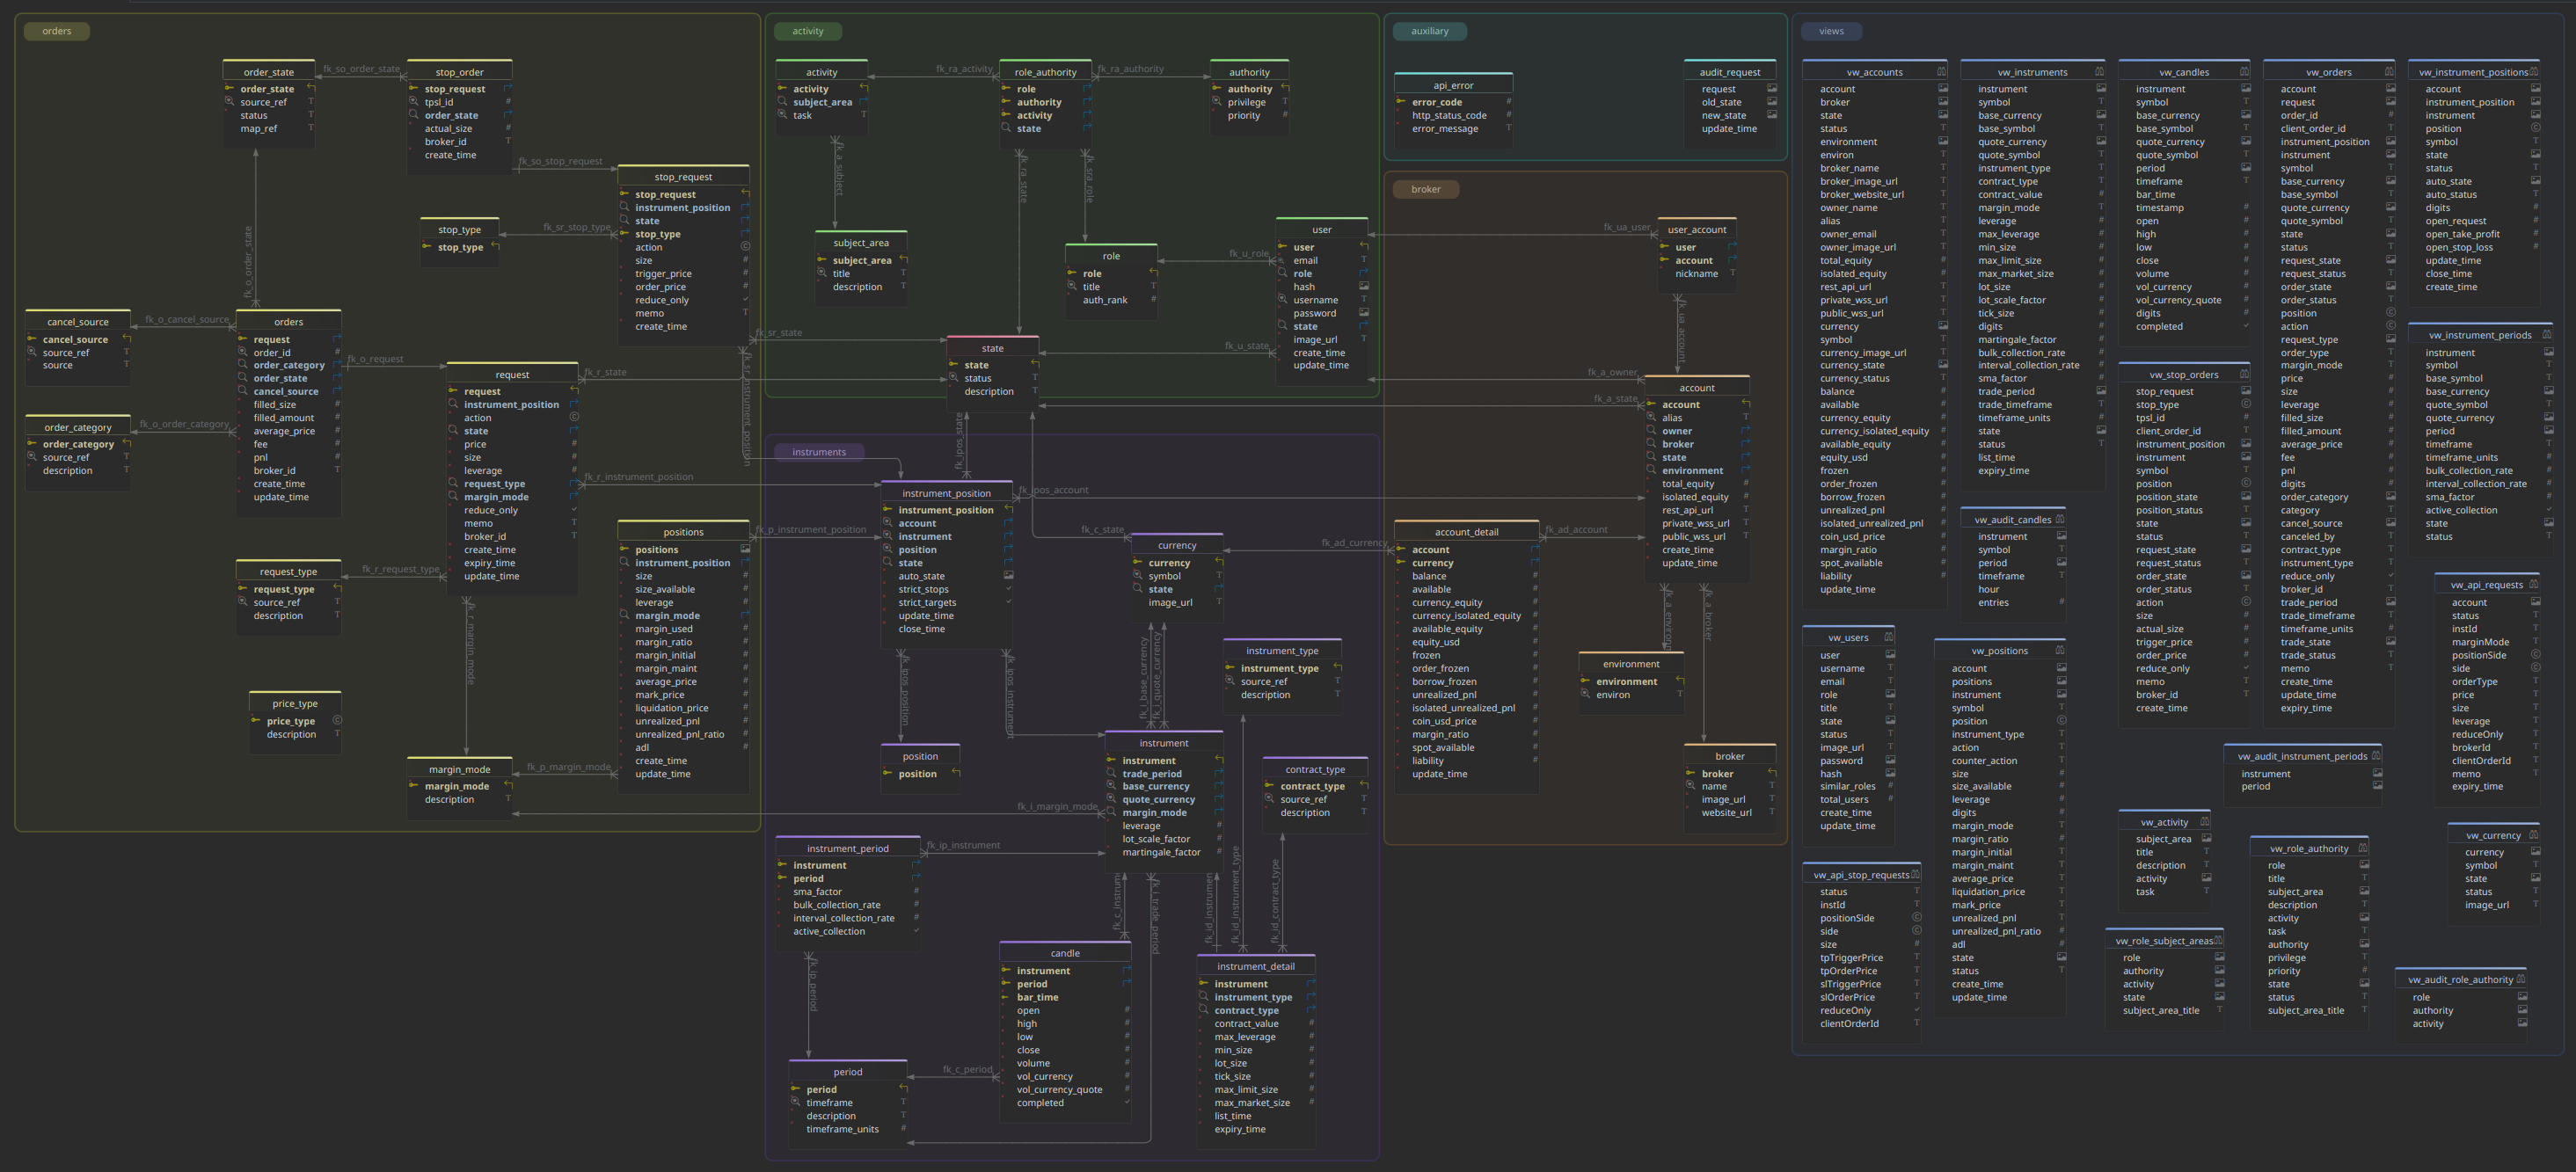 orders
order_state
order_state
source_ref
status
map_ref
fk_so_order_state
stop_order
stop_request
tpsl_id
order_state
actual_size
broker_id
create_time
fk_so_stop_request
stop_request
stop_request
instrument_position
state
stop_type
action
size
trigger_price
order_price
reduce_only
memo
create_time
stop_type
stop_type
fk_sr_stop_type
fk_o_order_state
cancel_source
cancel_source
source_ref
source
fk_o_cancel_source
orders
request
order_id
order_category
order_state
cancel_source
filled_size
filled_amount
average_price
fee
pnl
broker_id
create_time
update_time
fk_o_request
order_category
order_category
source_ref
description
fk_o_order_category
request
request
instrument_position
action
state
price
size
leverage
request_type
margin_mode
reduce_only
memo
broker_id
create_time
expiry_time
update_time
fk_sr_state
fk_r_state
fk_sr_instrument_position
fk_r_instrument_position
request_type
request_type
source_ref
description
fk_r_request_type
fk_r_margin_mode
positions
positions
instrument_position
size
size_available
leverage
margin_mode
margin_used
margin_ratio
margin_initial
margin_maint
average_price
mark_price
liquidation_price
unrealized_pnl
unrealized_pnl_ratio
adl
create_time
update_time
fk_p_instrument_position
price_type
price_type
description
margin_mode
margin_mode
description
fk_p_margin_mode
activity
activity
activity
subject_area
task
fk_ra_activity
role_authority
role
authority
activity
state
fk_ra_authority
authority
authority
privilege
priority
fk_a_subject
fk_ra_state
fk_sra_role
subject_area
subject_area
title
description
role
role
title
auth_rank
fk_u_role
user
user
email
role
hash
username
password
state
image_url
create_time
update_time
state
state
status
description
fk_u_state
instruments
fk_ipos_state
instrument_position
instrument_position
account
instrument
position
state
auto_state
strict_stops
strict_targets
update_time
close_time
fk_ipos_account
fk_c_state
currency
currency
symbol
state
image_url
fk_ipos_position
fk_ipos_instrument
fk_i_base_currency
fk_i_quote_currency
instrument_type
instrument_type
source_ref
description
position
position
instrument
instrument
trade_period
base_currency
quote_currency
margin_mode
leverage
lot_scale_factor
martingale_factor
fk_i_margin_mode
contract_type
contract_type
source_ref
description
instrument_period
instrument
period
sma_factor
bulk_collection_rate
interval_collection_rate
active_collection
fk_ip_instrument
fk_ip_period
fk_c_instrum
fk_i_trade_period
fk_id_instrumen
fk_id_instrument_type
fk_id_contract_type
candle
instrument
period
bar_time
open
high
low
close
volume
vol_currency
vol_currency_quote
completed
instrument_detail
instrument
instrument_type
contract_type
contract_value
max_leverage
min_size
lot_size
tick_size
max_limit_size
max_market_size
list_time
expiry_time
period
period
timeframe
description
timeframe_units
fk_c_period
auxiliary
api_error
error_code
http_status_code
error_message
audit_request
request
old_state
new_state
update_time
broker
fk_ua_user
user_account
user
account
nickname
fk_ua_account
fk_a_owner
fk_a_state
account
account
alias
owner
broker
state
environment
total_equity
isolated_equity
rest_api_url
private_wss_url
public_wss_url
create_time
update_time
fk_ad_currency
account_detail
account
currency
balance
available
currency_equity
currency_isolated_equity
available_equity
equity_usd
frozen
order_frozen
borrow_frozen
unrealized_pnl
isolated_unrealized_pnl
coin_usd_price
margin_ratio
spot_available
liability
update_time
fk_ad_account
fk_a_environ
fk_a_broker
environment
environment
environ
broker
broker
name
image_url
website_url
views
vw_accounts
account
broker
state
status
environment
environ
broker_name
broker_image_url
broker_website_url
owner_name
alias
owner_email
owner_image_url
total_equity
isolated_equity
rest_api_url
private_wss_url
public_wss_url
currency
symbol
currency_image_url
currency_state
currency_status
balance
available
currency_equity
currency_isolated_equity
available_equity
equity_usd
frozen
order_frozen
borrow_frozen
unrealized_pnl
isolated_unrealized_pnl
coin_usd_price
margin_ratio
spot_available
liability
update_time
vw_instruments
instrument
symbol
base_currency
base_symbol
quote_currency
quote_symbol
instrument_type
contract_type
contract_value
margin_mode
leverage
max_leverage
min_size
max_limit_size
max_market_size
lot_size
lot_scale_factor
tick_size
digits
martingale_factor
bulk_collection_rate
interval_collection_rate
sma_factor
trade_period
trade_timeframe
timeframe_units
state
status
list_time
expiry_time
vw_candles
instrument
symbol
base_currency
base_symbol
quote_currency
quote_symbol
period
timeframe
bar_time
timestamp
open
high
low
close
volume
vol_currency
vol_currency_quote
digits
completed
vw_orders
account
request
order_id
client_order_id
instrument_position
instrument
symbol
base_currency
base_symbol
quote_currency
quote_symbol
state
status
request_state
request_status
order_state
order_status
position
action
request_type
order_type
margin_mode
price
size
leverage
filled_size
filled_amount
average_price
fee
pnl
digits
order_category
category
cancel_source
canceled_by
contract_type
instrument_type
reduce_only
broker_id
trade_period
trade_timeframe
timeframe_units
trade_state
trade_status
memo
create_time
update_time
expiry_time
vw_instrument_positions
account
instrument_position
instrument
position
symbol
state
status
auto_state
auto_status
digits
open_request
open_take_profit
open_stop_loss
update_time
close_time
create_time
vw_instrument_periods
instrument
symbol
base_symbol
base_currency
quote_symbol
quote_currency
period
timeframe
timeframe_units
bulk_collection_rate
interval_collection_rate
sma_factor
active_collection
state
status
vw_stop_orders
stop_request
stop_type
tpsl_id
client_order_id
instrument_position
instrument
symbol
position
position_state
position_status
state
status
request_state
request_status
order_state
order_status
action
size
actual_size
trigger_price
order_price
reduce_only
memo
broker_id
create_time
vw_audit_candles
instrument
symbol
period
timeframe
hour
entries
vw_api_requests
account
status
instId
marginMode
positionSide
side
orderType
price
size
leverage
reduceOnly
brokerId
clientOrderId
memo
expiry_time
vw_users
user
username
email
role
title
state
status
image_url
password
hash
similar_roles
total_users
create_time
update_time
vw_positions
account
positions
instrument
symbol
position
instrument_type
action
counter_action
size
size_available
leverage
digits
margin_mode
margin_ratio
margin_initial
margin_maint
average_price
liquidation_price
mark_price
unrealized_pnl
unrealized_pnl_ratio
adl
state
status
create_time
update_time
vw_audit_instrument_periods
instrument
period
vw_activity
subject_area
title
description
activity
task
vw_role_authority
role
title
subject_area
description
activity
task
authority
privilege
priority
state
status
subject_area_title
vw_currency
currency
symbol
state
status
image_url
vw_api_stop_requests
status
instId
positionSide
side
size
tpTriggerPrice
tpOrderPrice
slTriggerPrice
slOrderPrice
reduceOnly
clientOrderId
vw_role_subject_areas
role
authority
activity
state
subject_area_title
vw_audit_role_authority
role
authority
activity